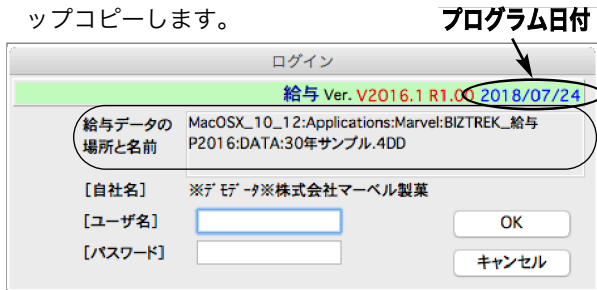 ップコピーします。
プログラム日付
ログイン
給与 Ver. V2016.1 R1.00 2018/07/24
給与データの
場所と名前
MacOSX_10_12:Applications:Marvel:BIZTREK_給与
P2016:DATA:30年サンプル.4DD
[自社名] ※ﾃﾞﾓﾃﾞｰﾀ※株式会社マーベル製菓
[ユーザ名]
OK
[パスワード]
キャンセル